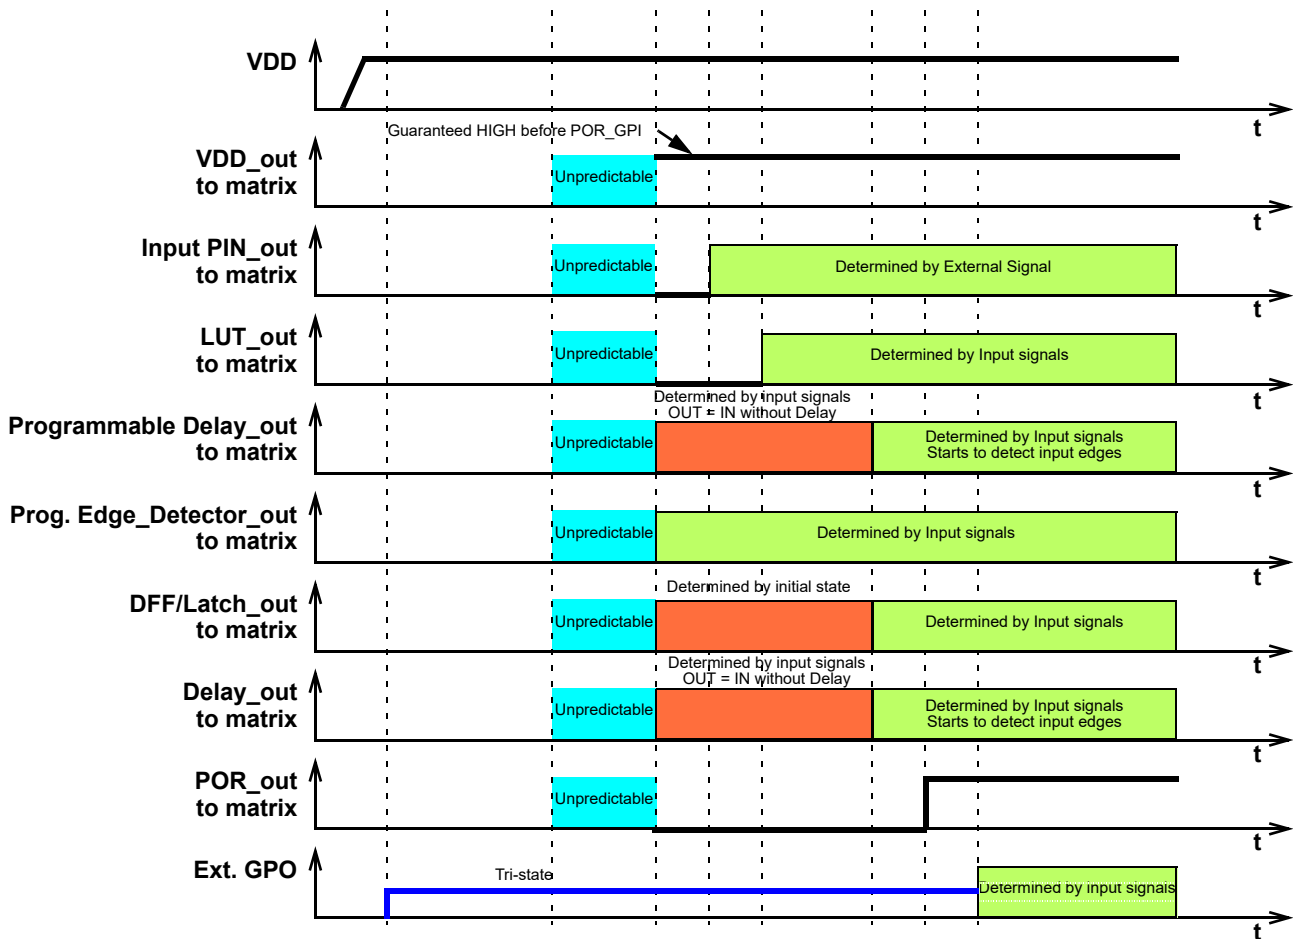 VDD
t
Guaranteed HIGH before POR_GPI
VDD_out
to matrix
Unpredictable
t
Input PIN_out
to matrix
Unpredictable
Determined by External Signal
t
LUT_out
to matrix
Unpredictable
Determined by Input signals
t
Determined by input signals
OUT = IN without Delay
Programmable Delay_out
to matrix
Unpredictable
Determined by Input signals
Starts to detect input edges
t
Prog. Edge_Detector_out
to matrix
Unpredictable
Determined by Input signals
t
Determined by initial state
DFF/Latch_out
to matrix
Unpredictable
Determined by Input signals
t
Determined by input signals
OUT = IN without Delay
Delay_out
to matrix
Unpredictable
Determined by Input signals
Starts to detect input edges
t
POR_out
to matrix
Unpredictable
t
Ext. GPO
Tri-state
Determined by input signals
t